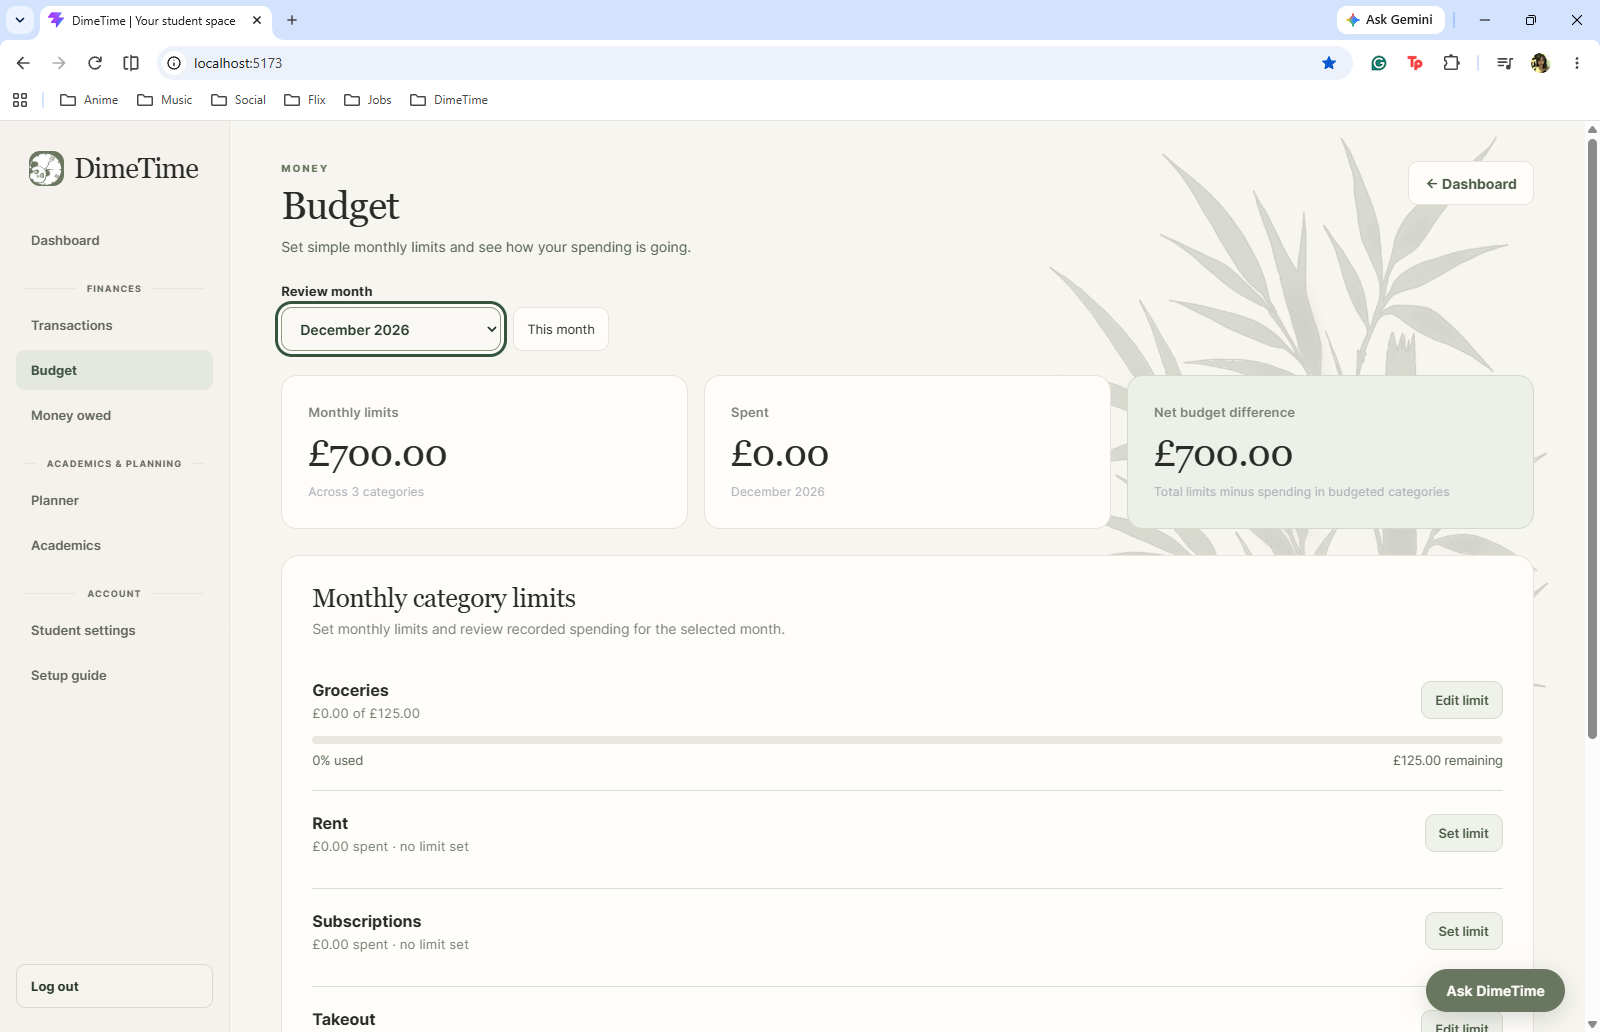 DimeTime | Your student space
Ask Gemini
localhost:5173
Anime
Music
Social
Flix
Jobs
DimeTime
DimeTime
Dashboard
FINANCES
Transactions
Budget
Money owed
ACADEMICS & PLANNING
Planner
Academics
ACCOUNT
Student settings
Setup guide
Log out
MONEY
Budget
Set simple monthly limits and see how your spending is going.
← Dashboard
Review month
December 2026
This month
Monthly limits
£700.00
Across 3 categories
Spent
£0.00
December 2026
Net budget difference
£700.00
Total limits minus spending in budgeted categories
Monthly category limits
Set monthly limits and review recorded spending for the selected month.
Groceries
£0.00 of £125.00
Edit limit
0% used
£125.00 remaining
Rent
£0.00 spent · no limit set
Set limit
Subscriptions
£0.00 spent · no limit set
Set limit
Takeout
Edit limit
Ask DimeTime